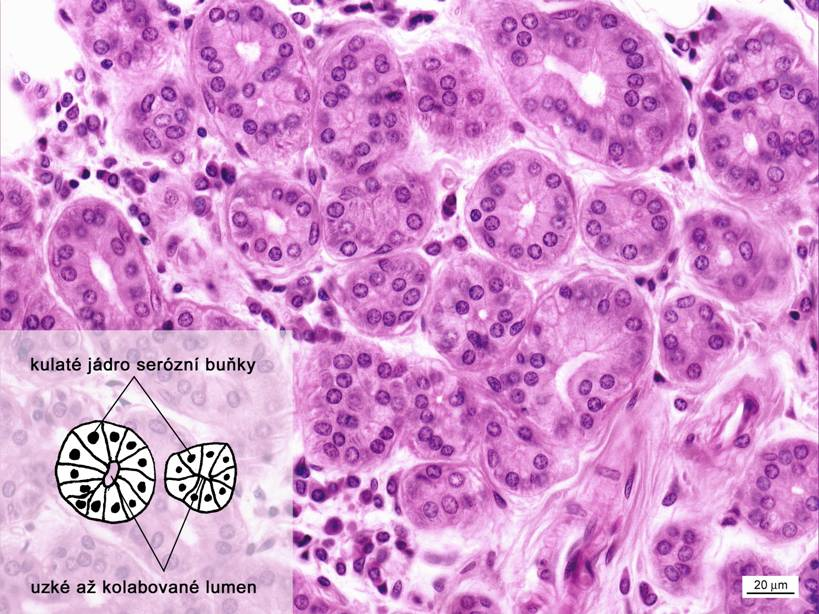 kulaté jádro serózní buňky
uzké až kolabované lumen
20 µm